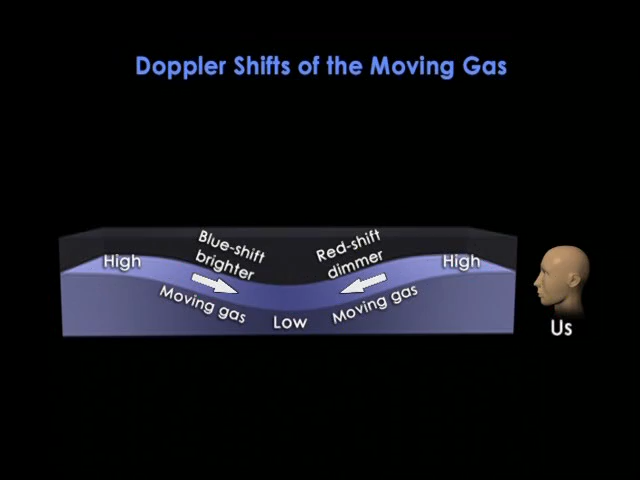 Doppler Shifts of the Moving Gas
Blue-shift
brighter
Red-shift
dimmer
High
High
Moving gas
Moving gas
Low
Us